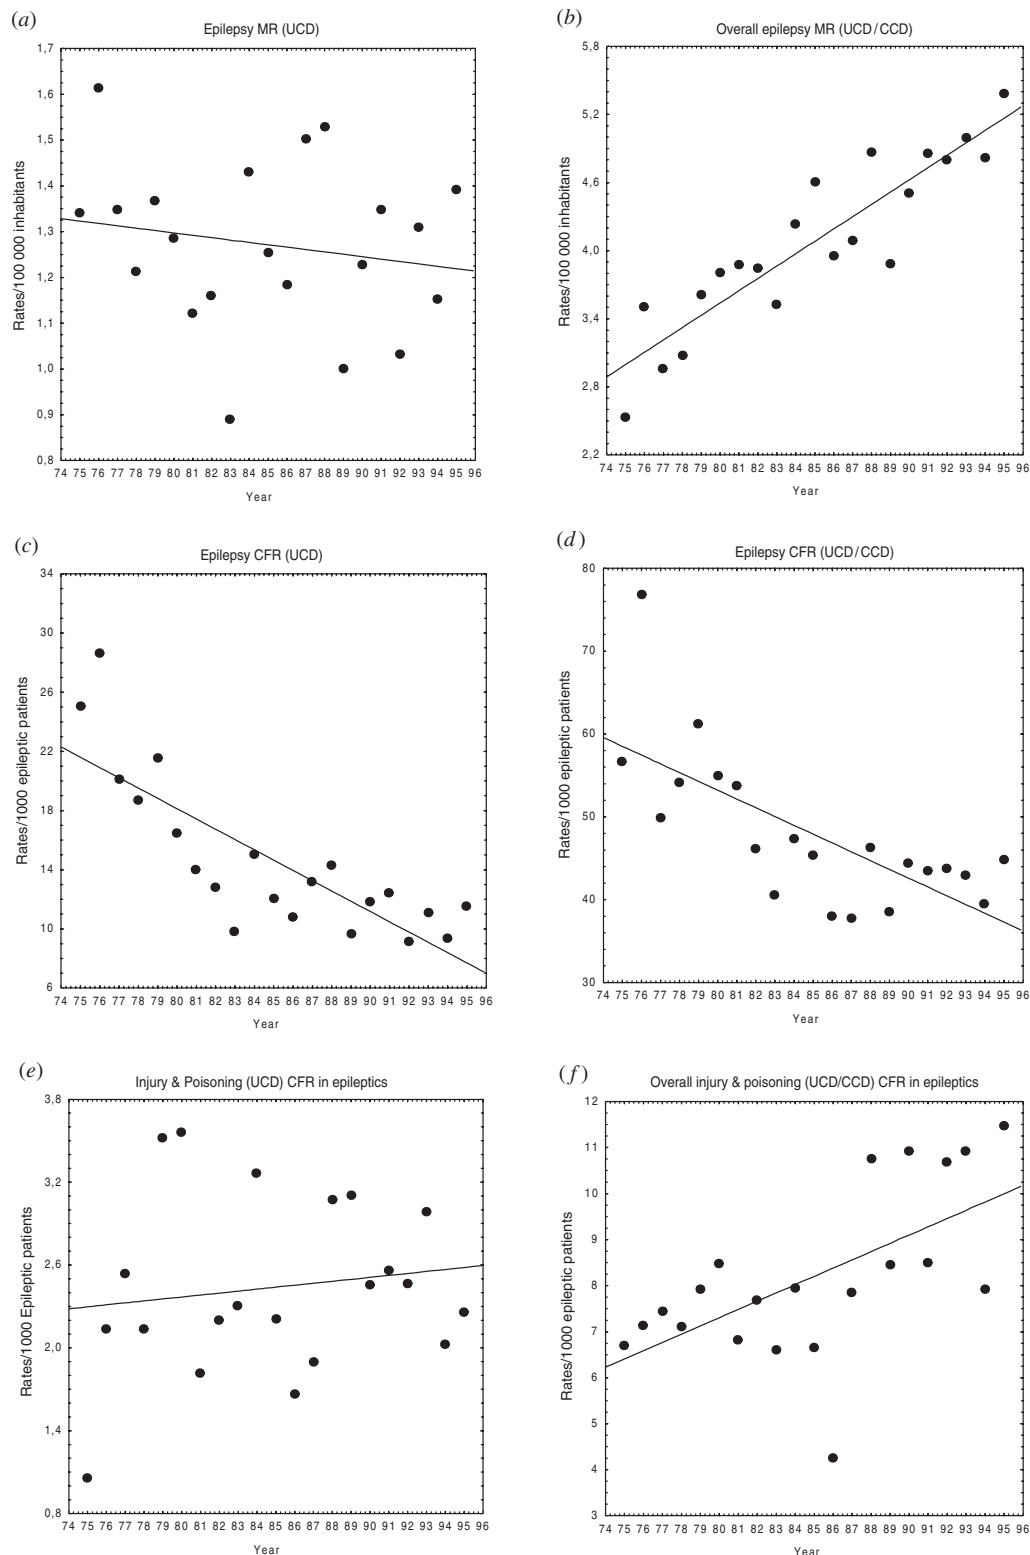 (a)
Epilepsy MR (UCD)
1,7
1,6
1,5
1,4
1,3
1,2
1,1
1,0
0,9
0,8
Rates/100 000 inhabitants
74 75 76 77 78 79 80 81 82 83 84 85 86 87 88 89 90 91 92 93 94 95 96
Year
(b)
Overall epilepsy MR (UCD/CCD)
5,8
5,2
4,6
4,0
3,4
2,8
2,2
Rates/100 000 inhabitants
74 75 76 77 78 79 80 81 82 83 84 85 86 87 88 89 90 91 92 93 94 95 96
Year
(c)
Epilepsy CFR (UCD)
34
30
26
22
18
14
10
6
Rates/1000 epileptic patients
74 75 76 77 78 79 80 81 82 83 84 85 86 87 88 89 90 91 92 93 94 95 96
Year
(d)
Epilepsy CFR (UCD/CCD)
80
70
60
50
40
30
Rates/1000 epileptic patients
74 75 76 77 78 79 80 81 82 83 84 85 86 87 88 89 90 91 92 93 94 95 96
Year
(e)
Injury & Poisoning (UCD) CFR in epileptics
3,8
3,2
2,6
2,0
1,4
0,8
Rates/1000 Epileptic patients
74 75 76 77 78 79 80 81 82 83 84 85 86 87 88 89 90 91 92 93 94 95 96
Year
(f)
Overall injury & poisoning (UCD/CCD) CFR in epileptics
12
11
10
9
8
7
6
5
4
3
Rates/1000 epileptic patients
74 75 76 77 78 79 80 81 82 83 84 85 86 87 88 89 90 91 92 93 94 95 96
Year